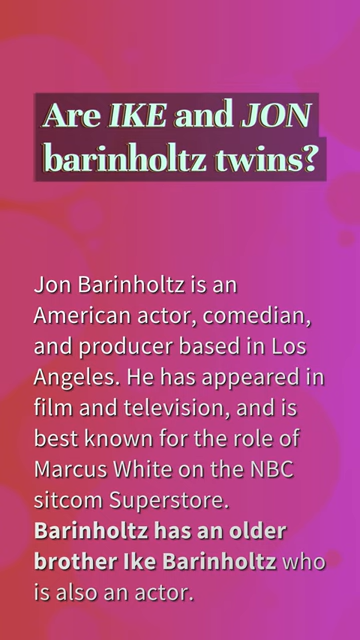 Are IKE and JON
barinholtz twins?
Jon Barinholtz is an
American actor, comedian,
and producer based in Los
Angeles. He has appeared in
film and television, and is
best known for the role of
Marcus White on the NBC
sitcom Superstore.
Barinholtz has an older
brother Ike Barinholtz who
is also an actor.